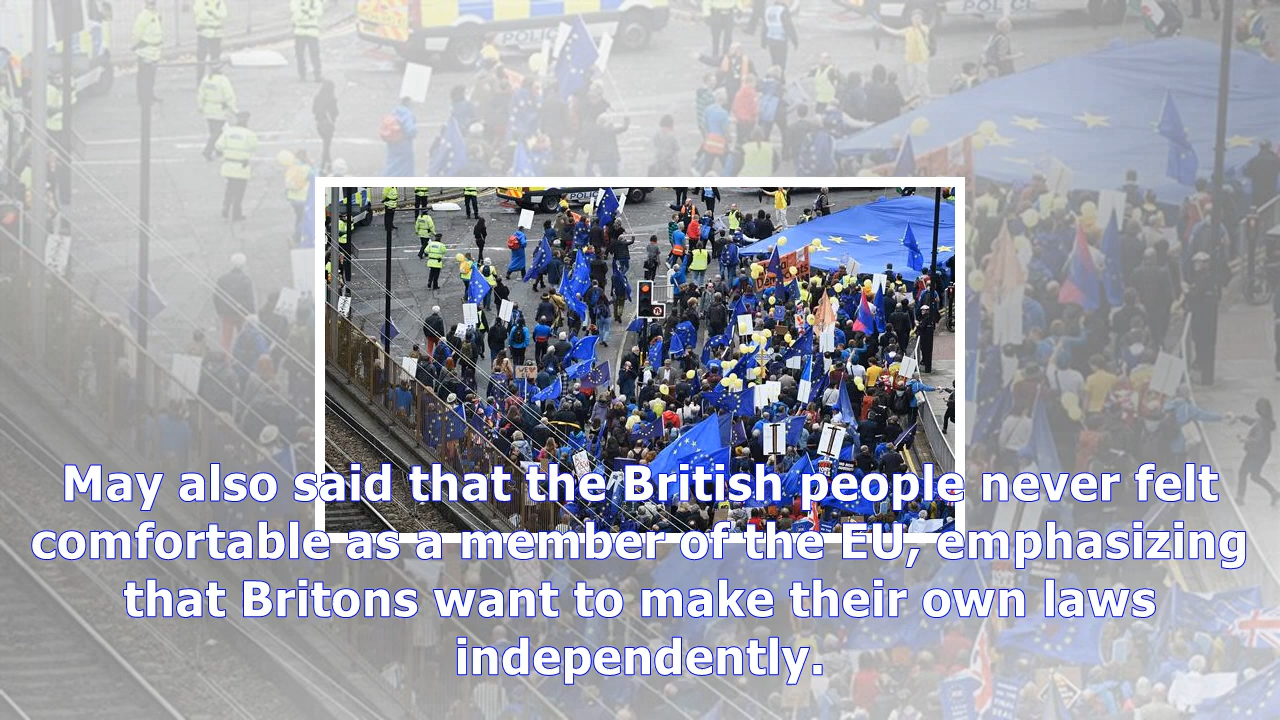 POLICE
May also said that the British people never felt
comfortable as a member of the EU, emphasizing
that Britons want to make their own laws
independently.